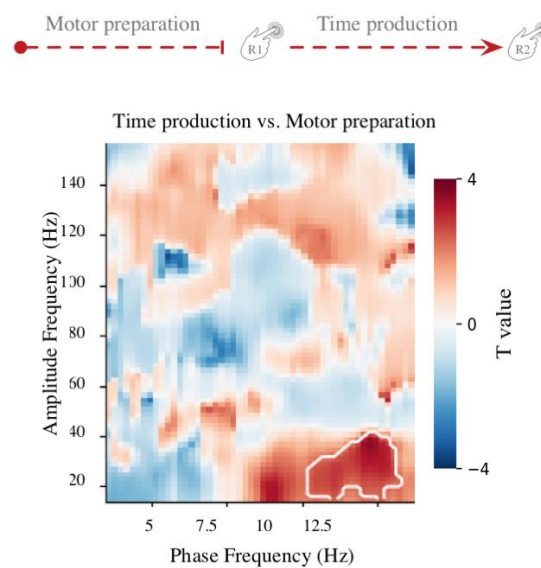 Motor preparation
Time production
R1
R2
Time production vs. Motor preparation
140
120
100
80
60
40
20
Amplitude Frequency (Hz)
5 7.5 10 12.5
Phase Frequency (Hz)
4
0
−4
T value